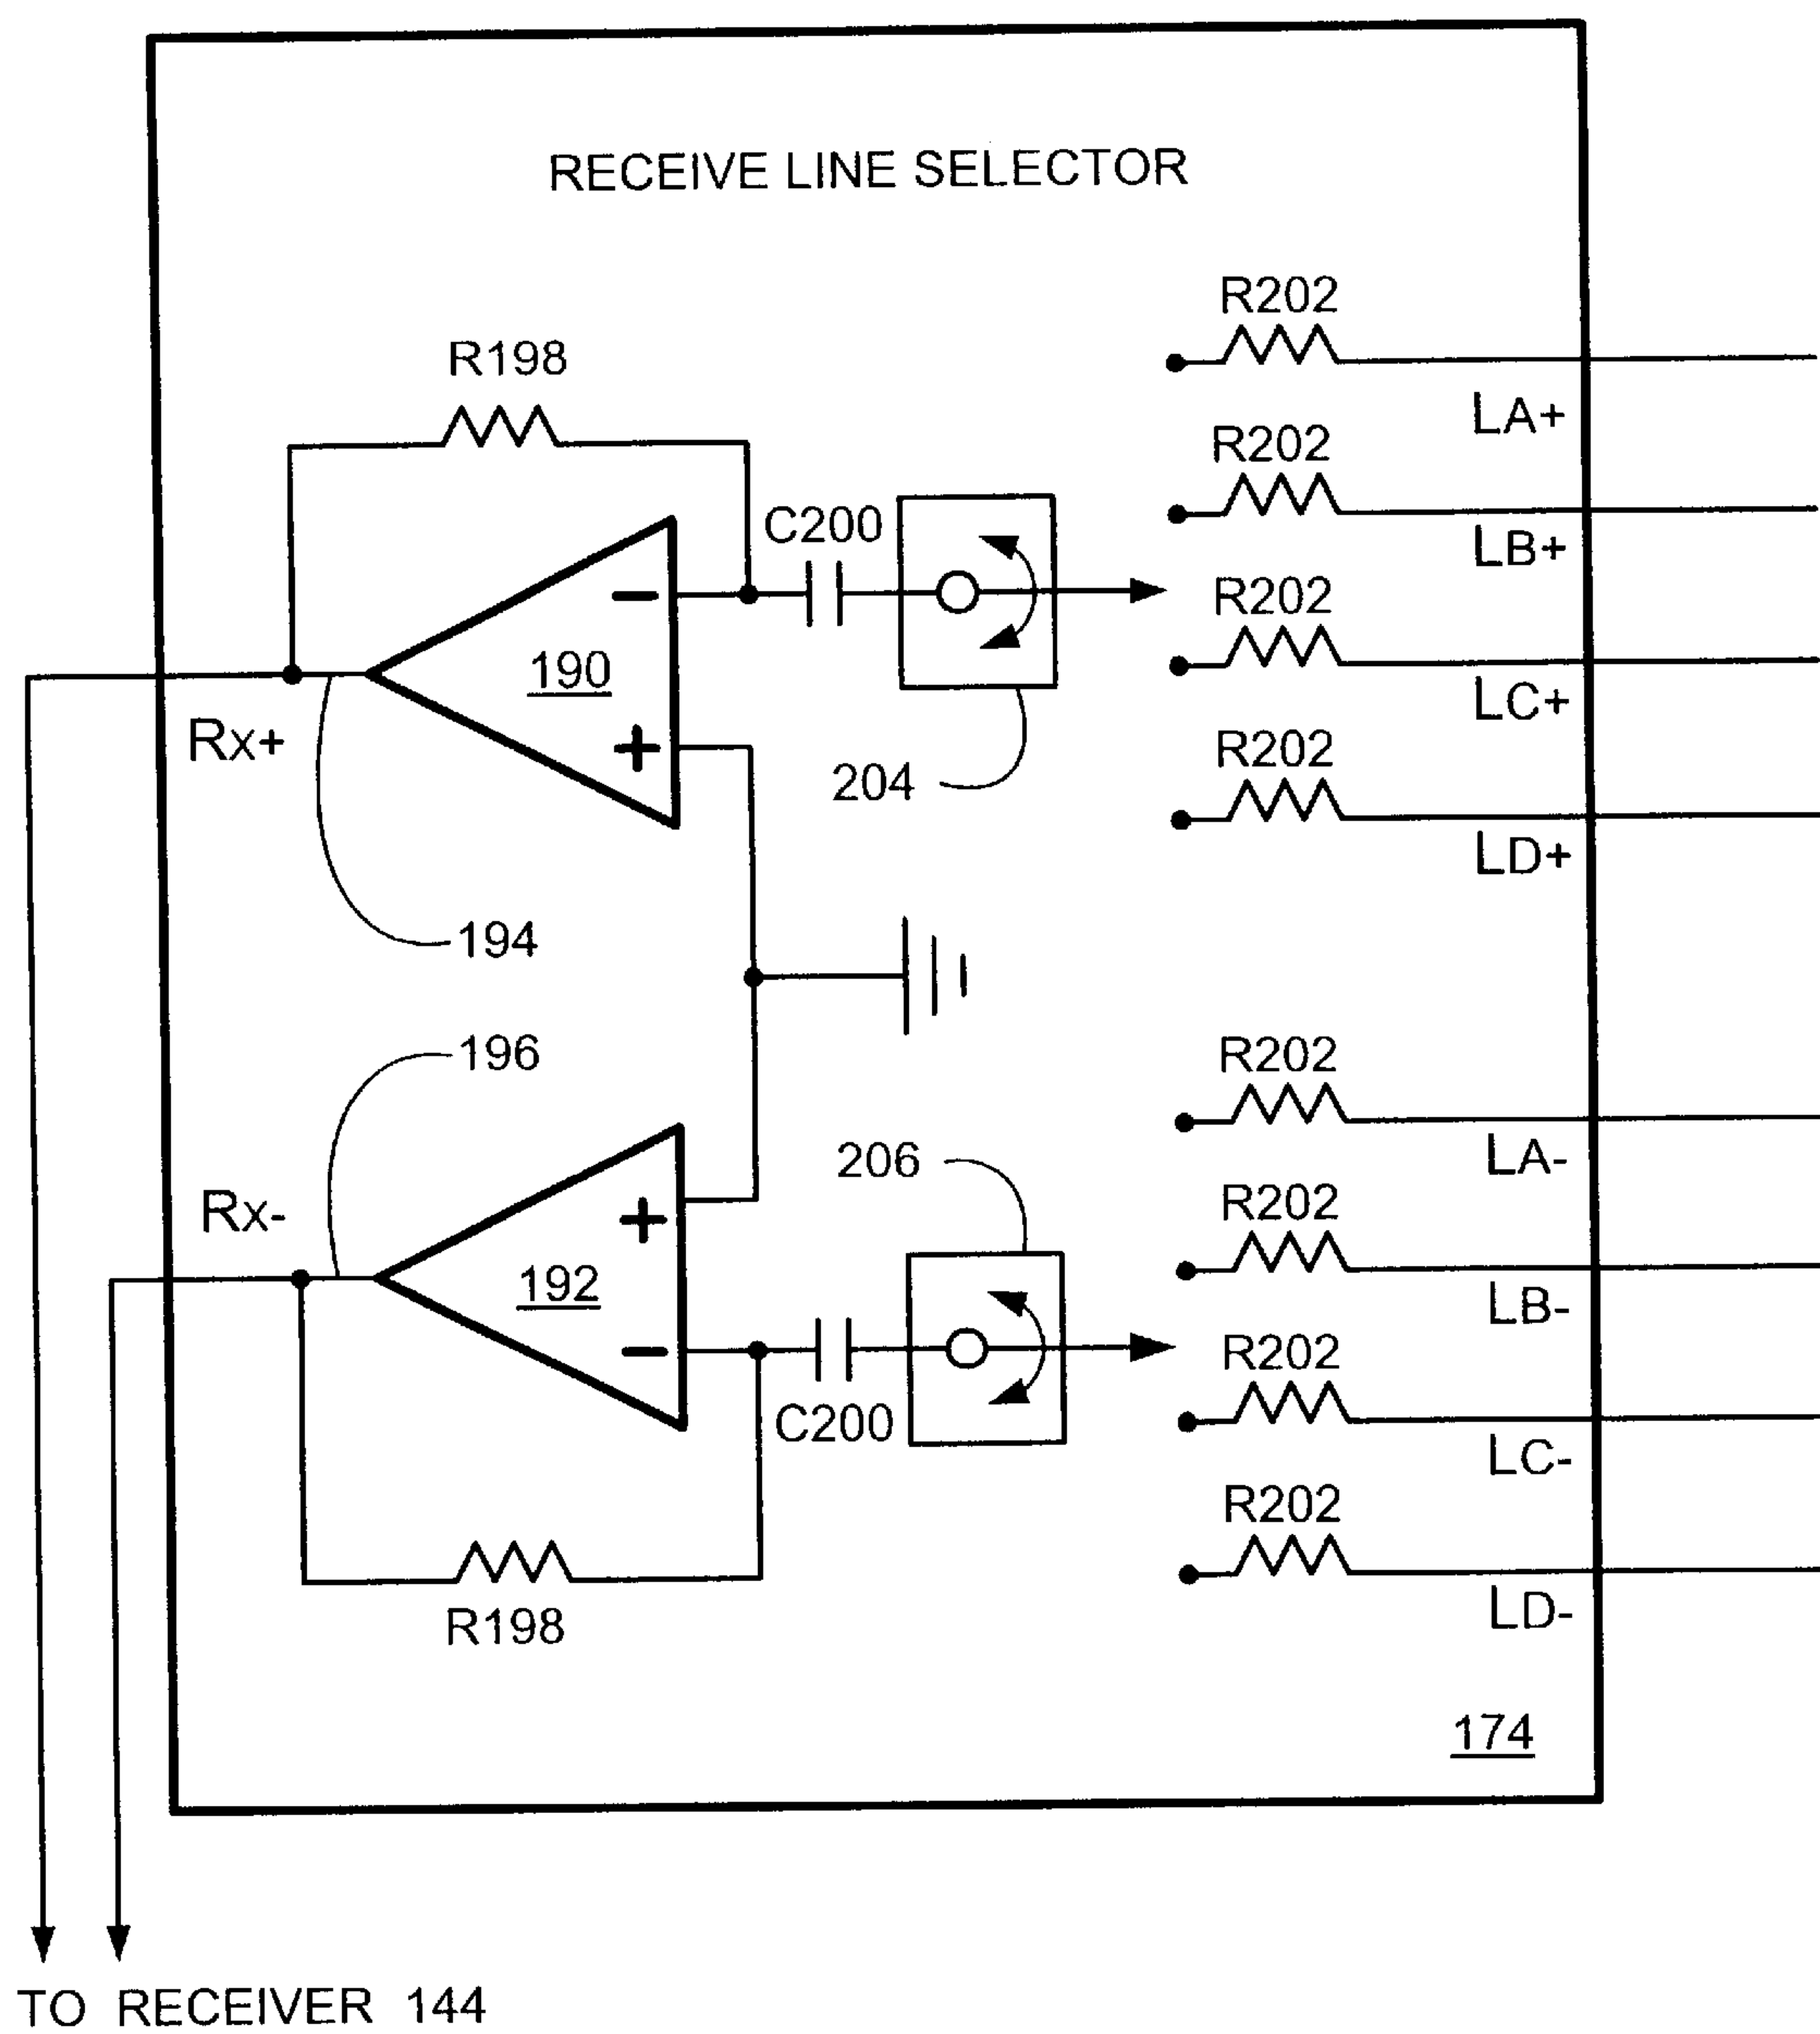 RECEIVE LINE SELECTOR
R202
LA+
R198
R202
LB+
C200
R202
LC+
190
Rx+
204
R202
LD+
194
196
R202
LA-
206
Rx-
R202
LB-
192
R202
LC-
C200
R202
LD-
R198
174
TO RECEIVER 144